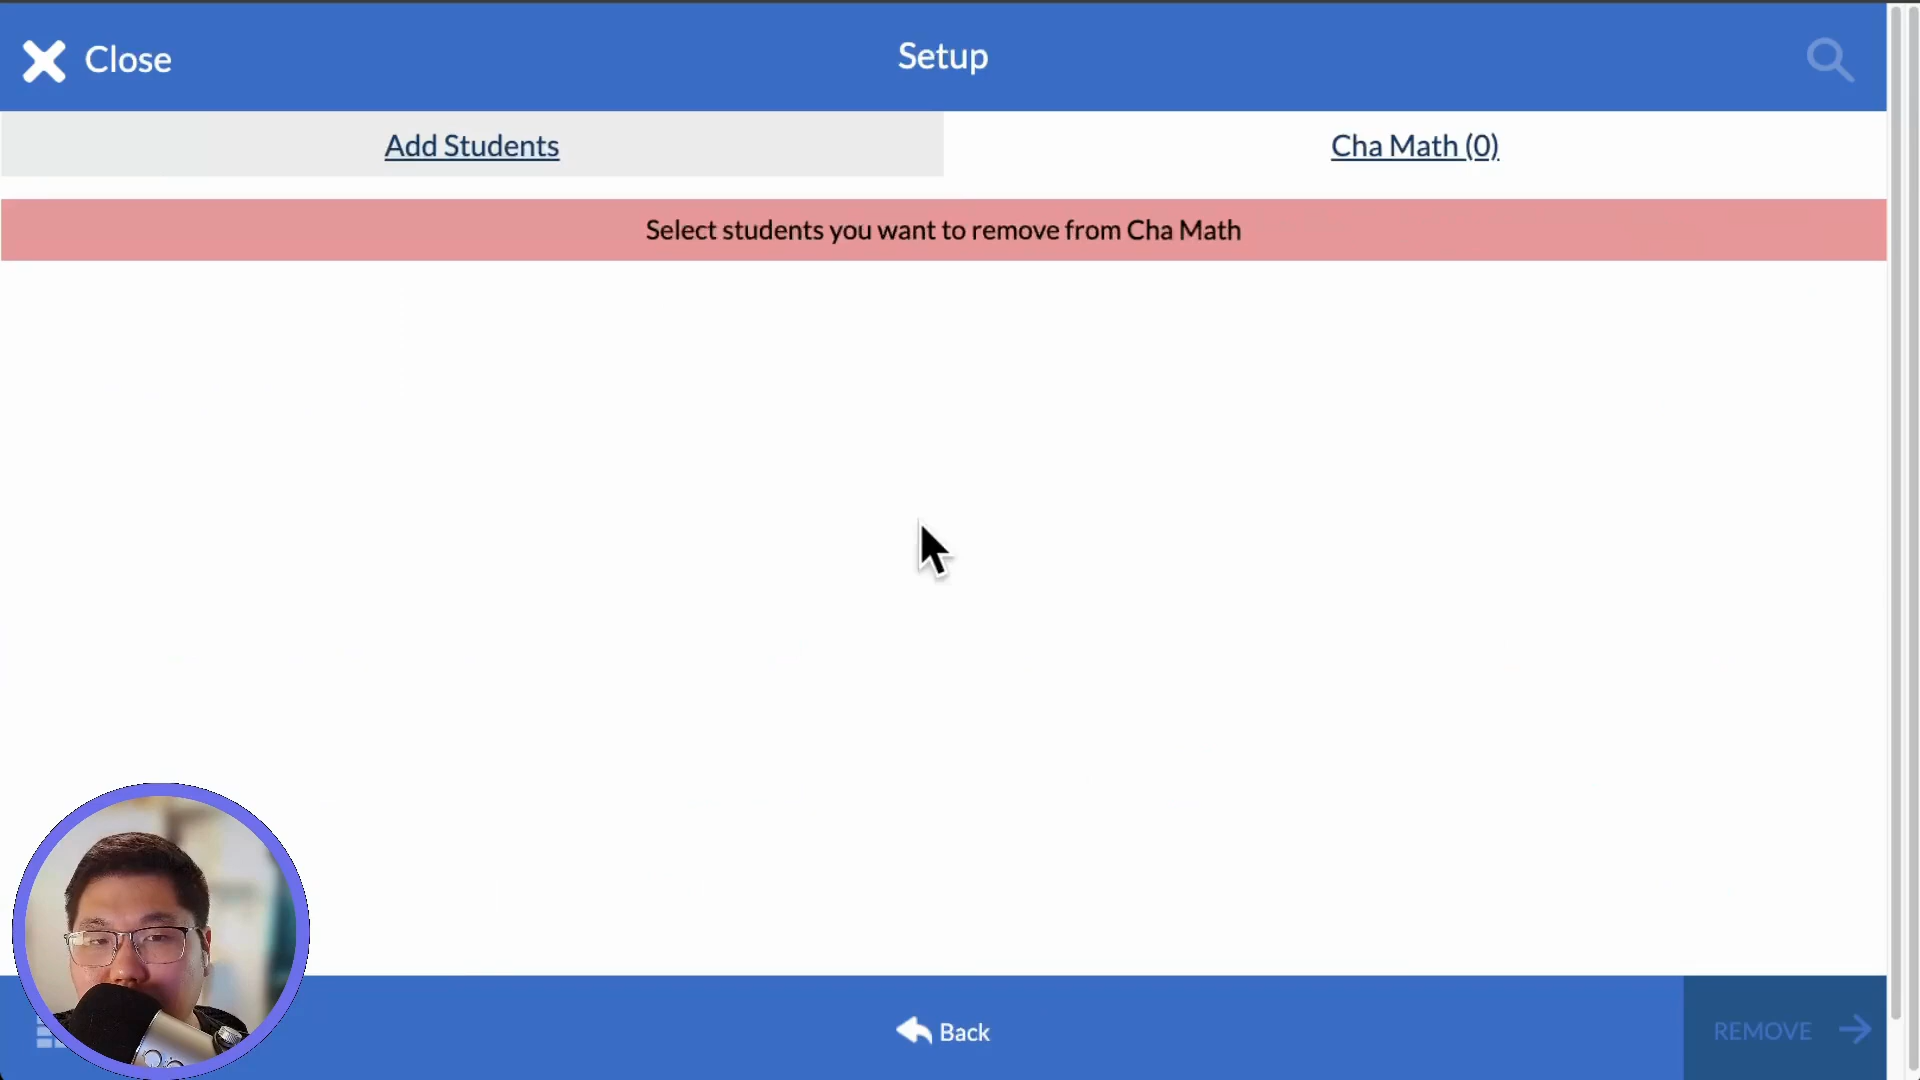 Close
Setup
Add Students
Cha Math (0)
Select students you want to remove from Cha Math
Back
REMOVE